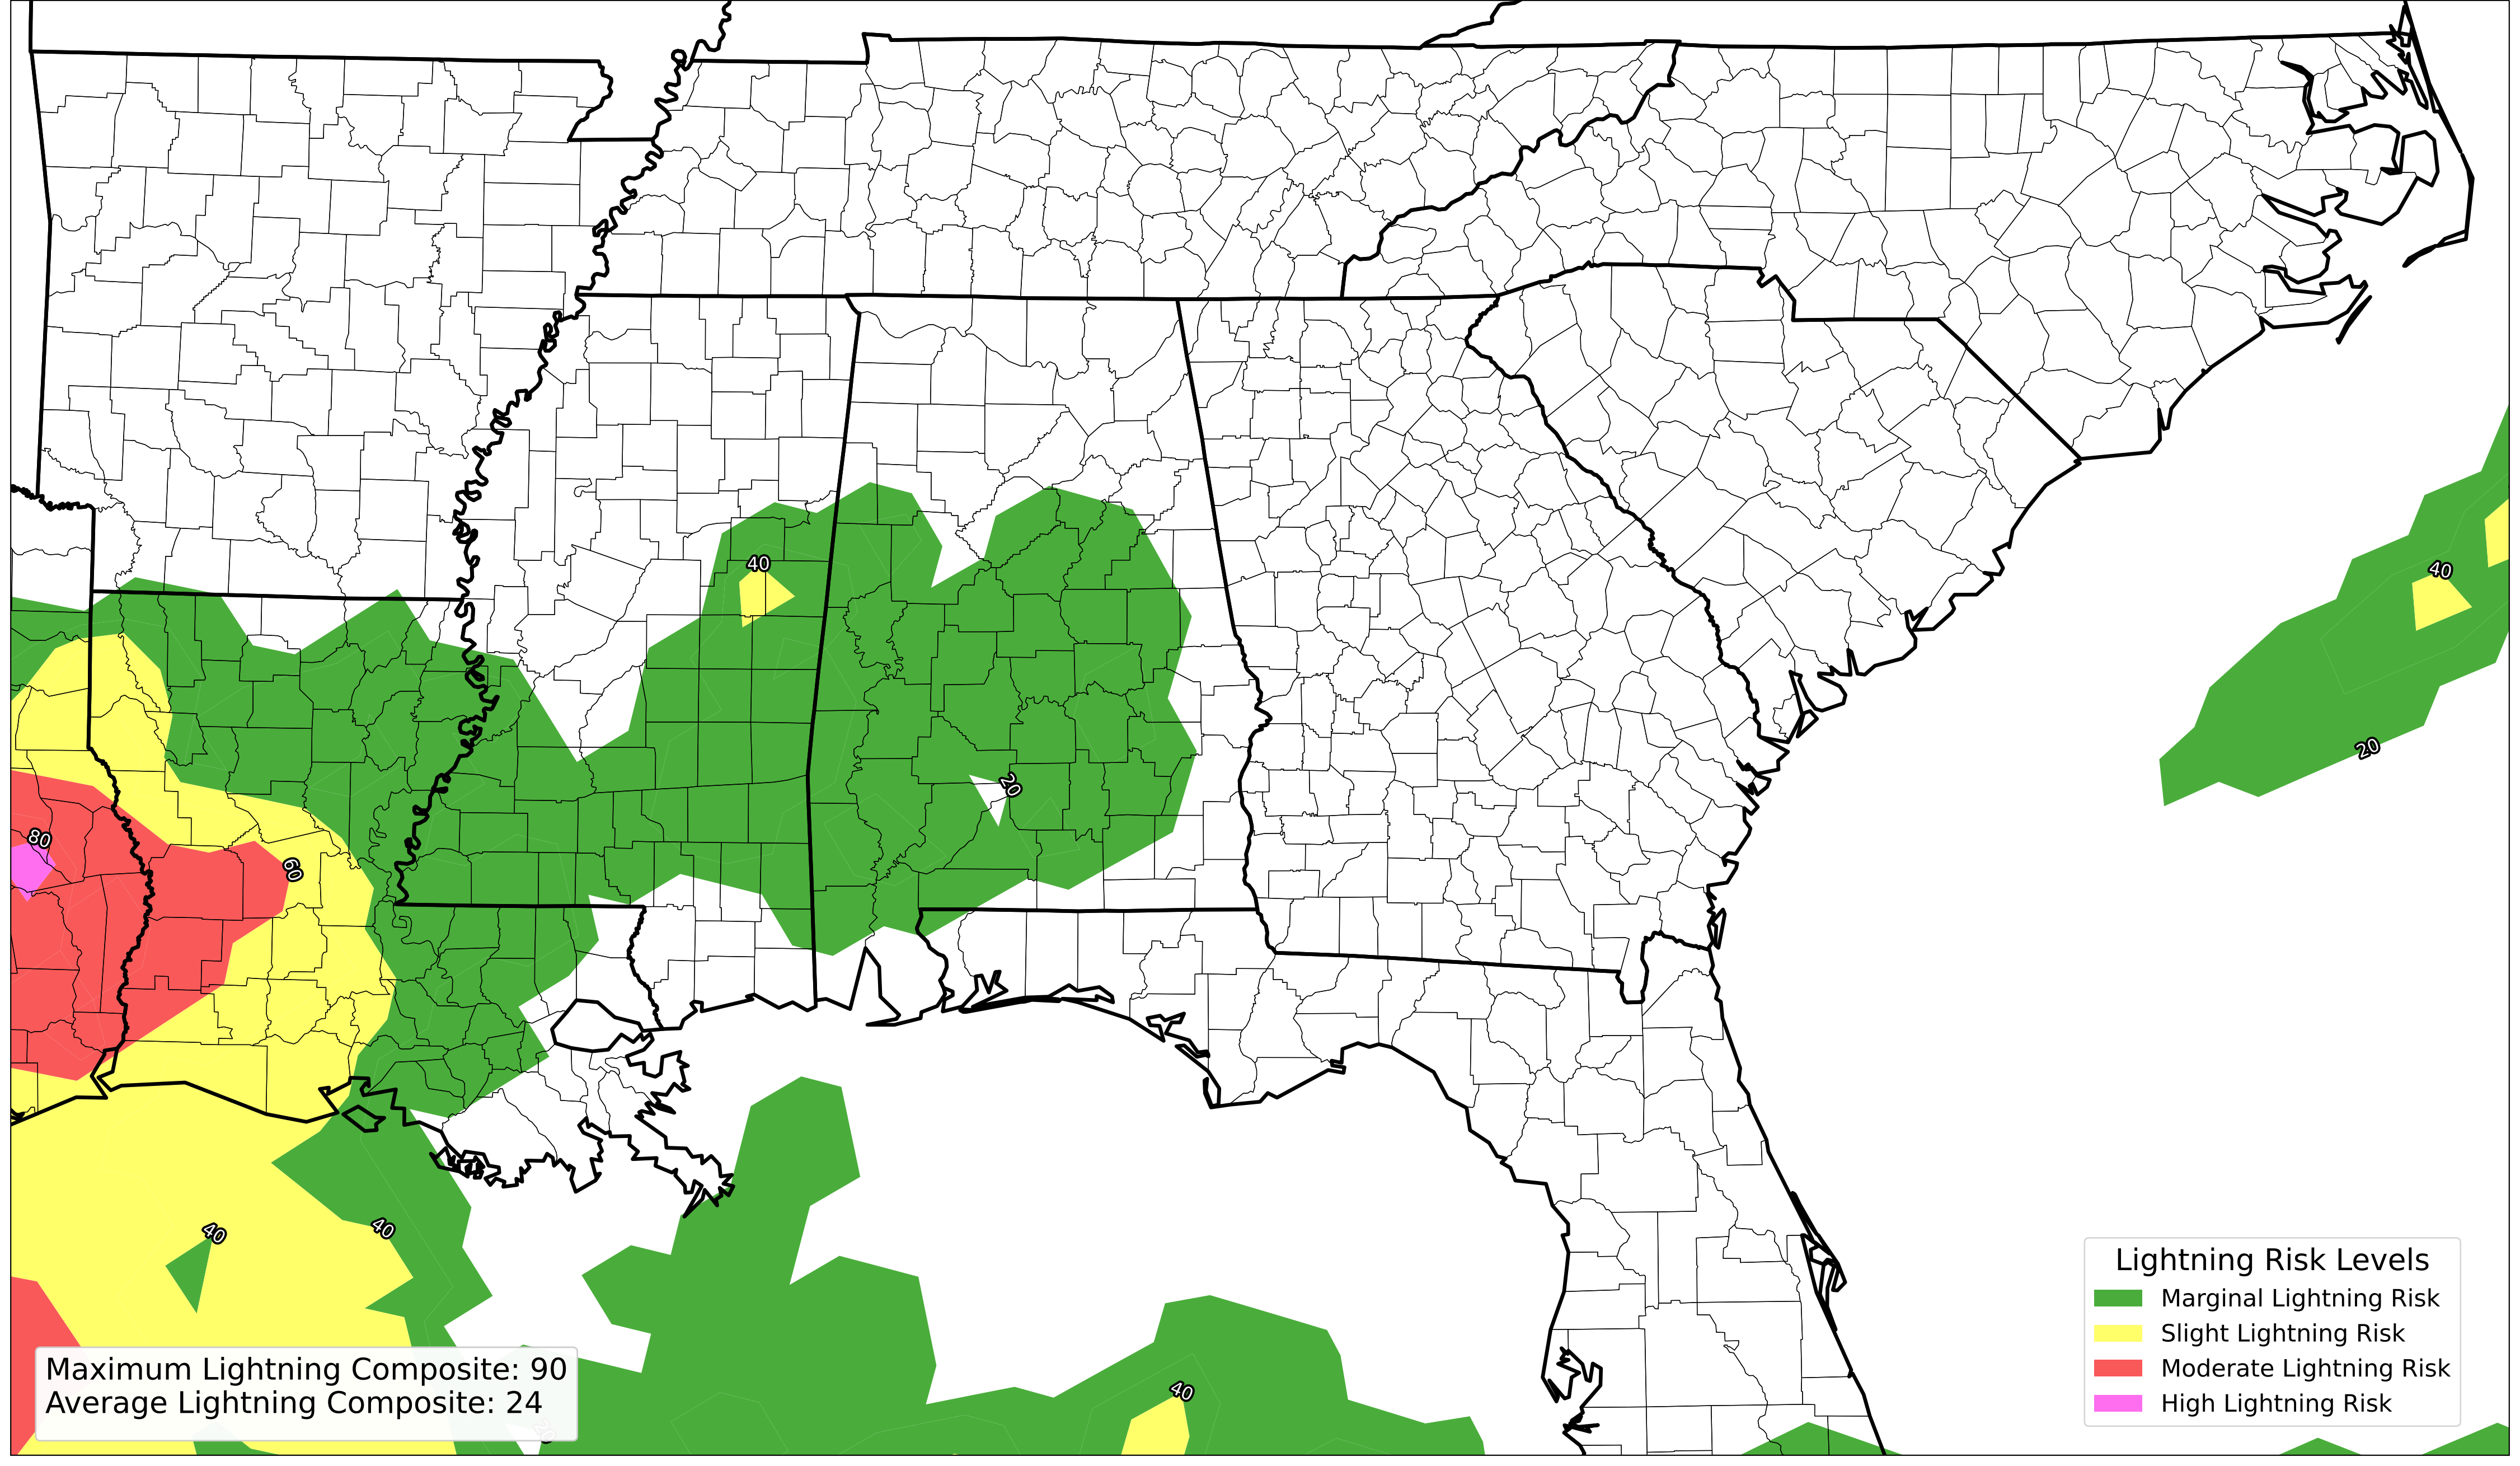 40
40
20
20
80
60
40
40
40
Lightning Risk Levels
Marginal Lightning Risk
Slight Lightning Risk
Moderate Lightning Risk
High Lightning Risk
Maximum Lightning Composite: 90
Average Lightning Composite: 24